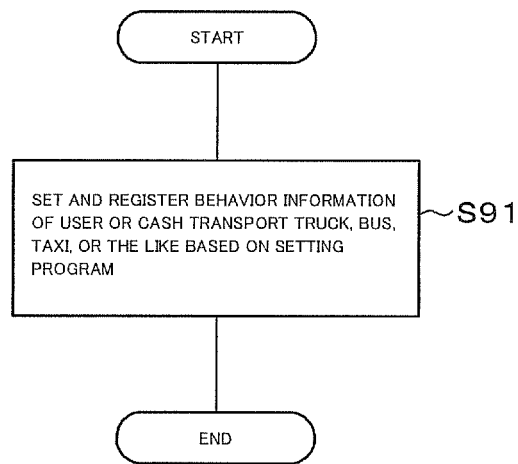 START
SET AND REGISTER BEHAVIOR INFORMATION
OF USER OR CASH TRANSPORT TRUCK, BUS,
TAXI, OR THE LIKE BASED ON SETTING
PROGRAM
S91
END